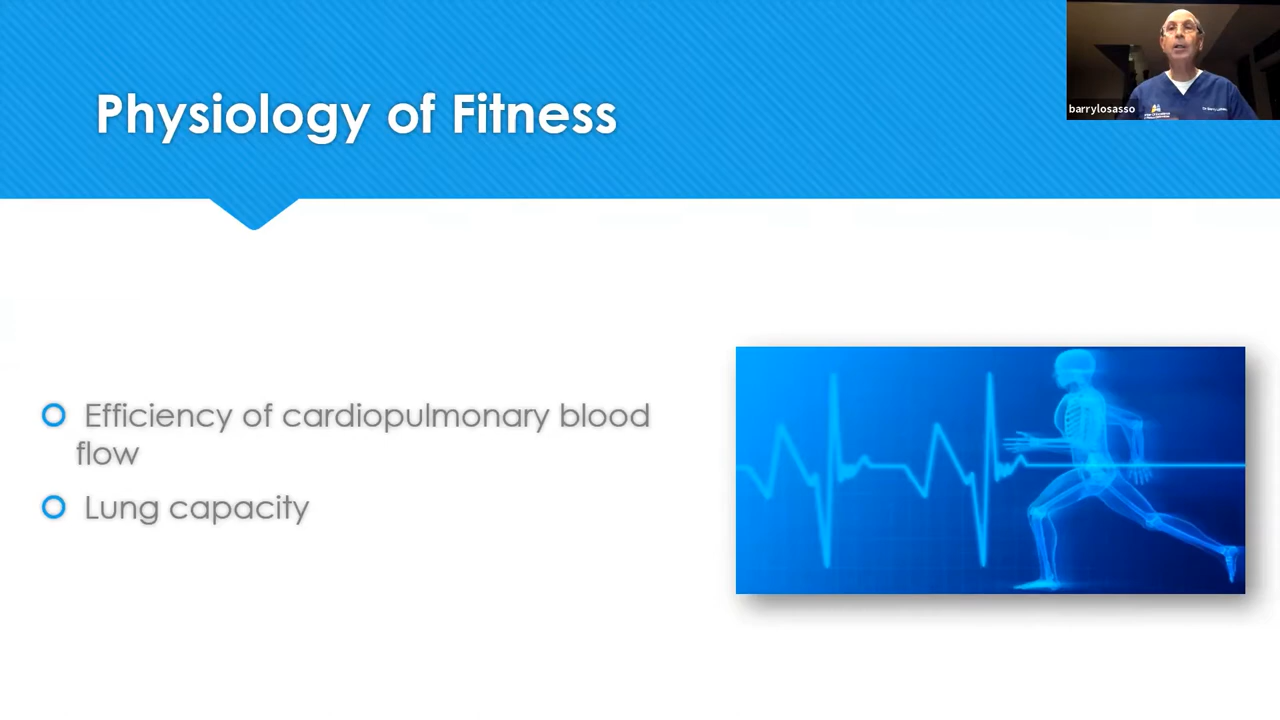 Physiology of Fitness
barrylosasso
Efficiency of cardiopulmonary blood
flow
Lung capacity